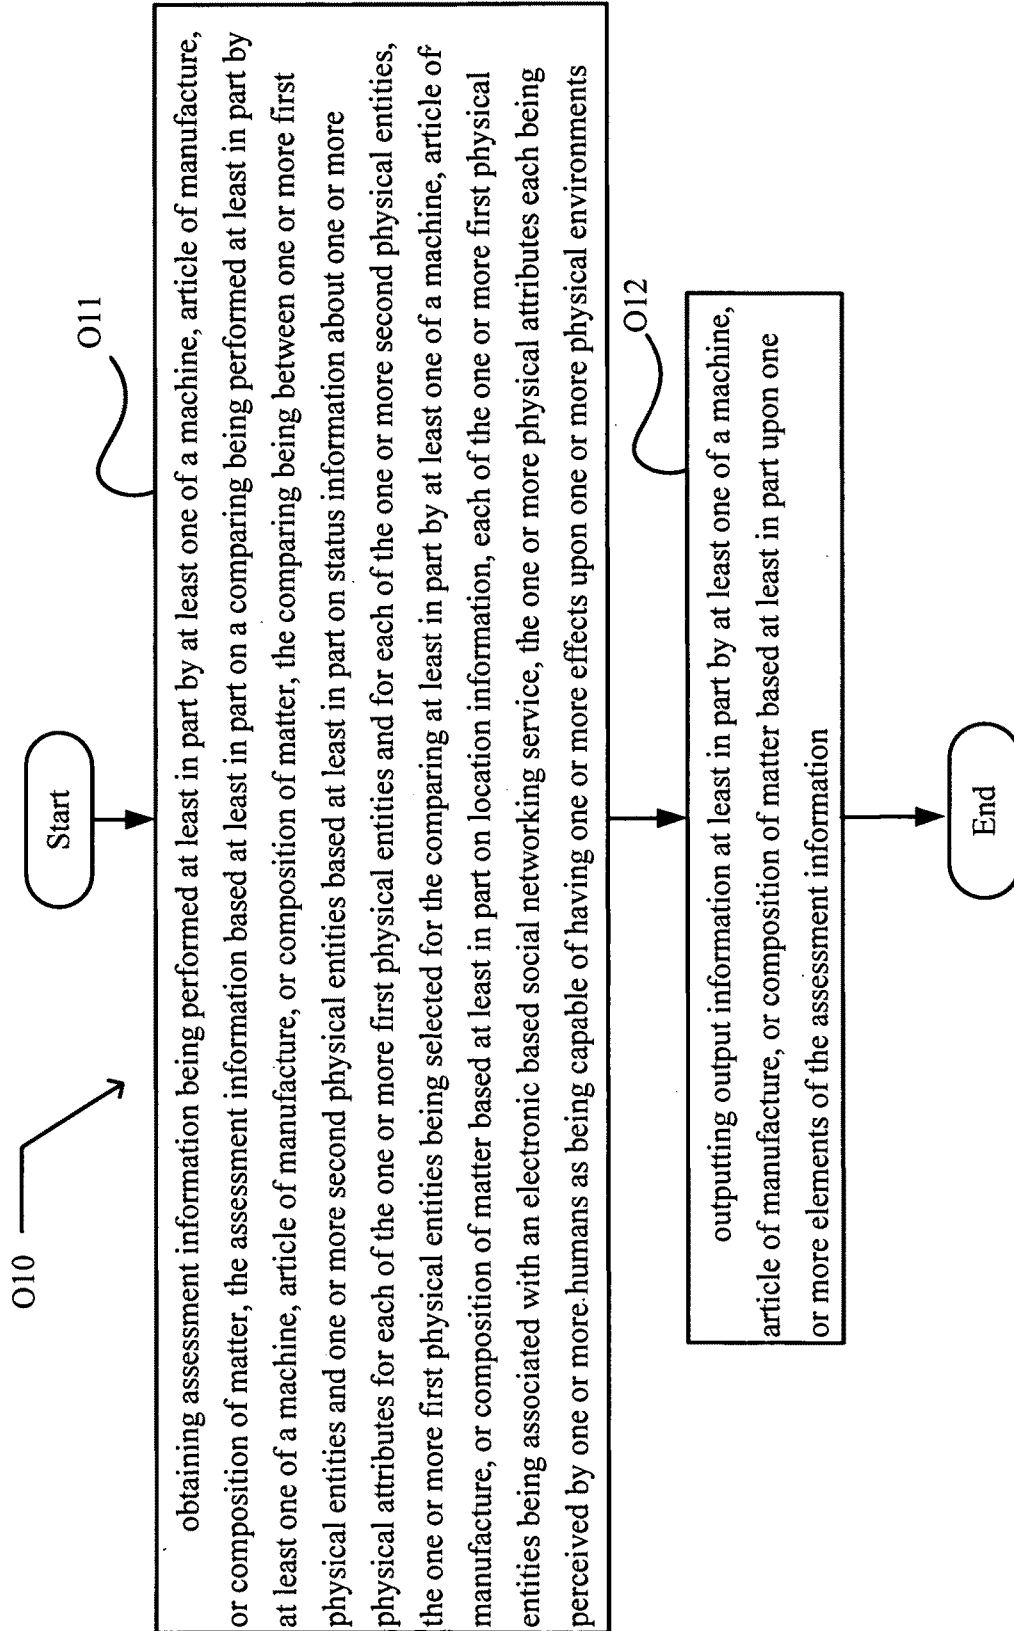 O10
Start
O11
obtaining assessment information being performed at least in part by at least one of a machine, article of manufacture,
or composition of matter, the assessment information based at least in part on a comparing being performed at least in part by
at least one of a machine, article of manufacture, or composition of matter, the comparing being between one or more first
physical entities and one or more second physical entities based at least in part on status information about one or more
physical attributes for each of the one or more first physical entities and for each of the one or more second physical entities,
the one or more first physical entities being selected for the comparing at least in part by at least one of a machine, article of
manufacture, or composition of matter based at least in part on location information, each of the one or more first physical
entities being associated with an electronic based social networking service, the one or more physical attributes each being
perceived by one or more humans as being capable of having one or more effects upon one or more physical environments
O12
outputting output information at least in part by at least one of a machine,
article of manufacture, or composition of matter based at least in part upon one
or more elements of the assessment information
End